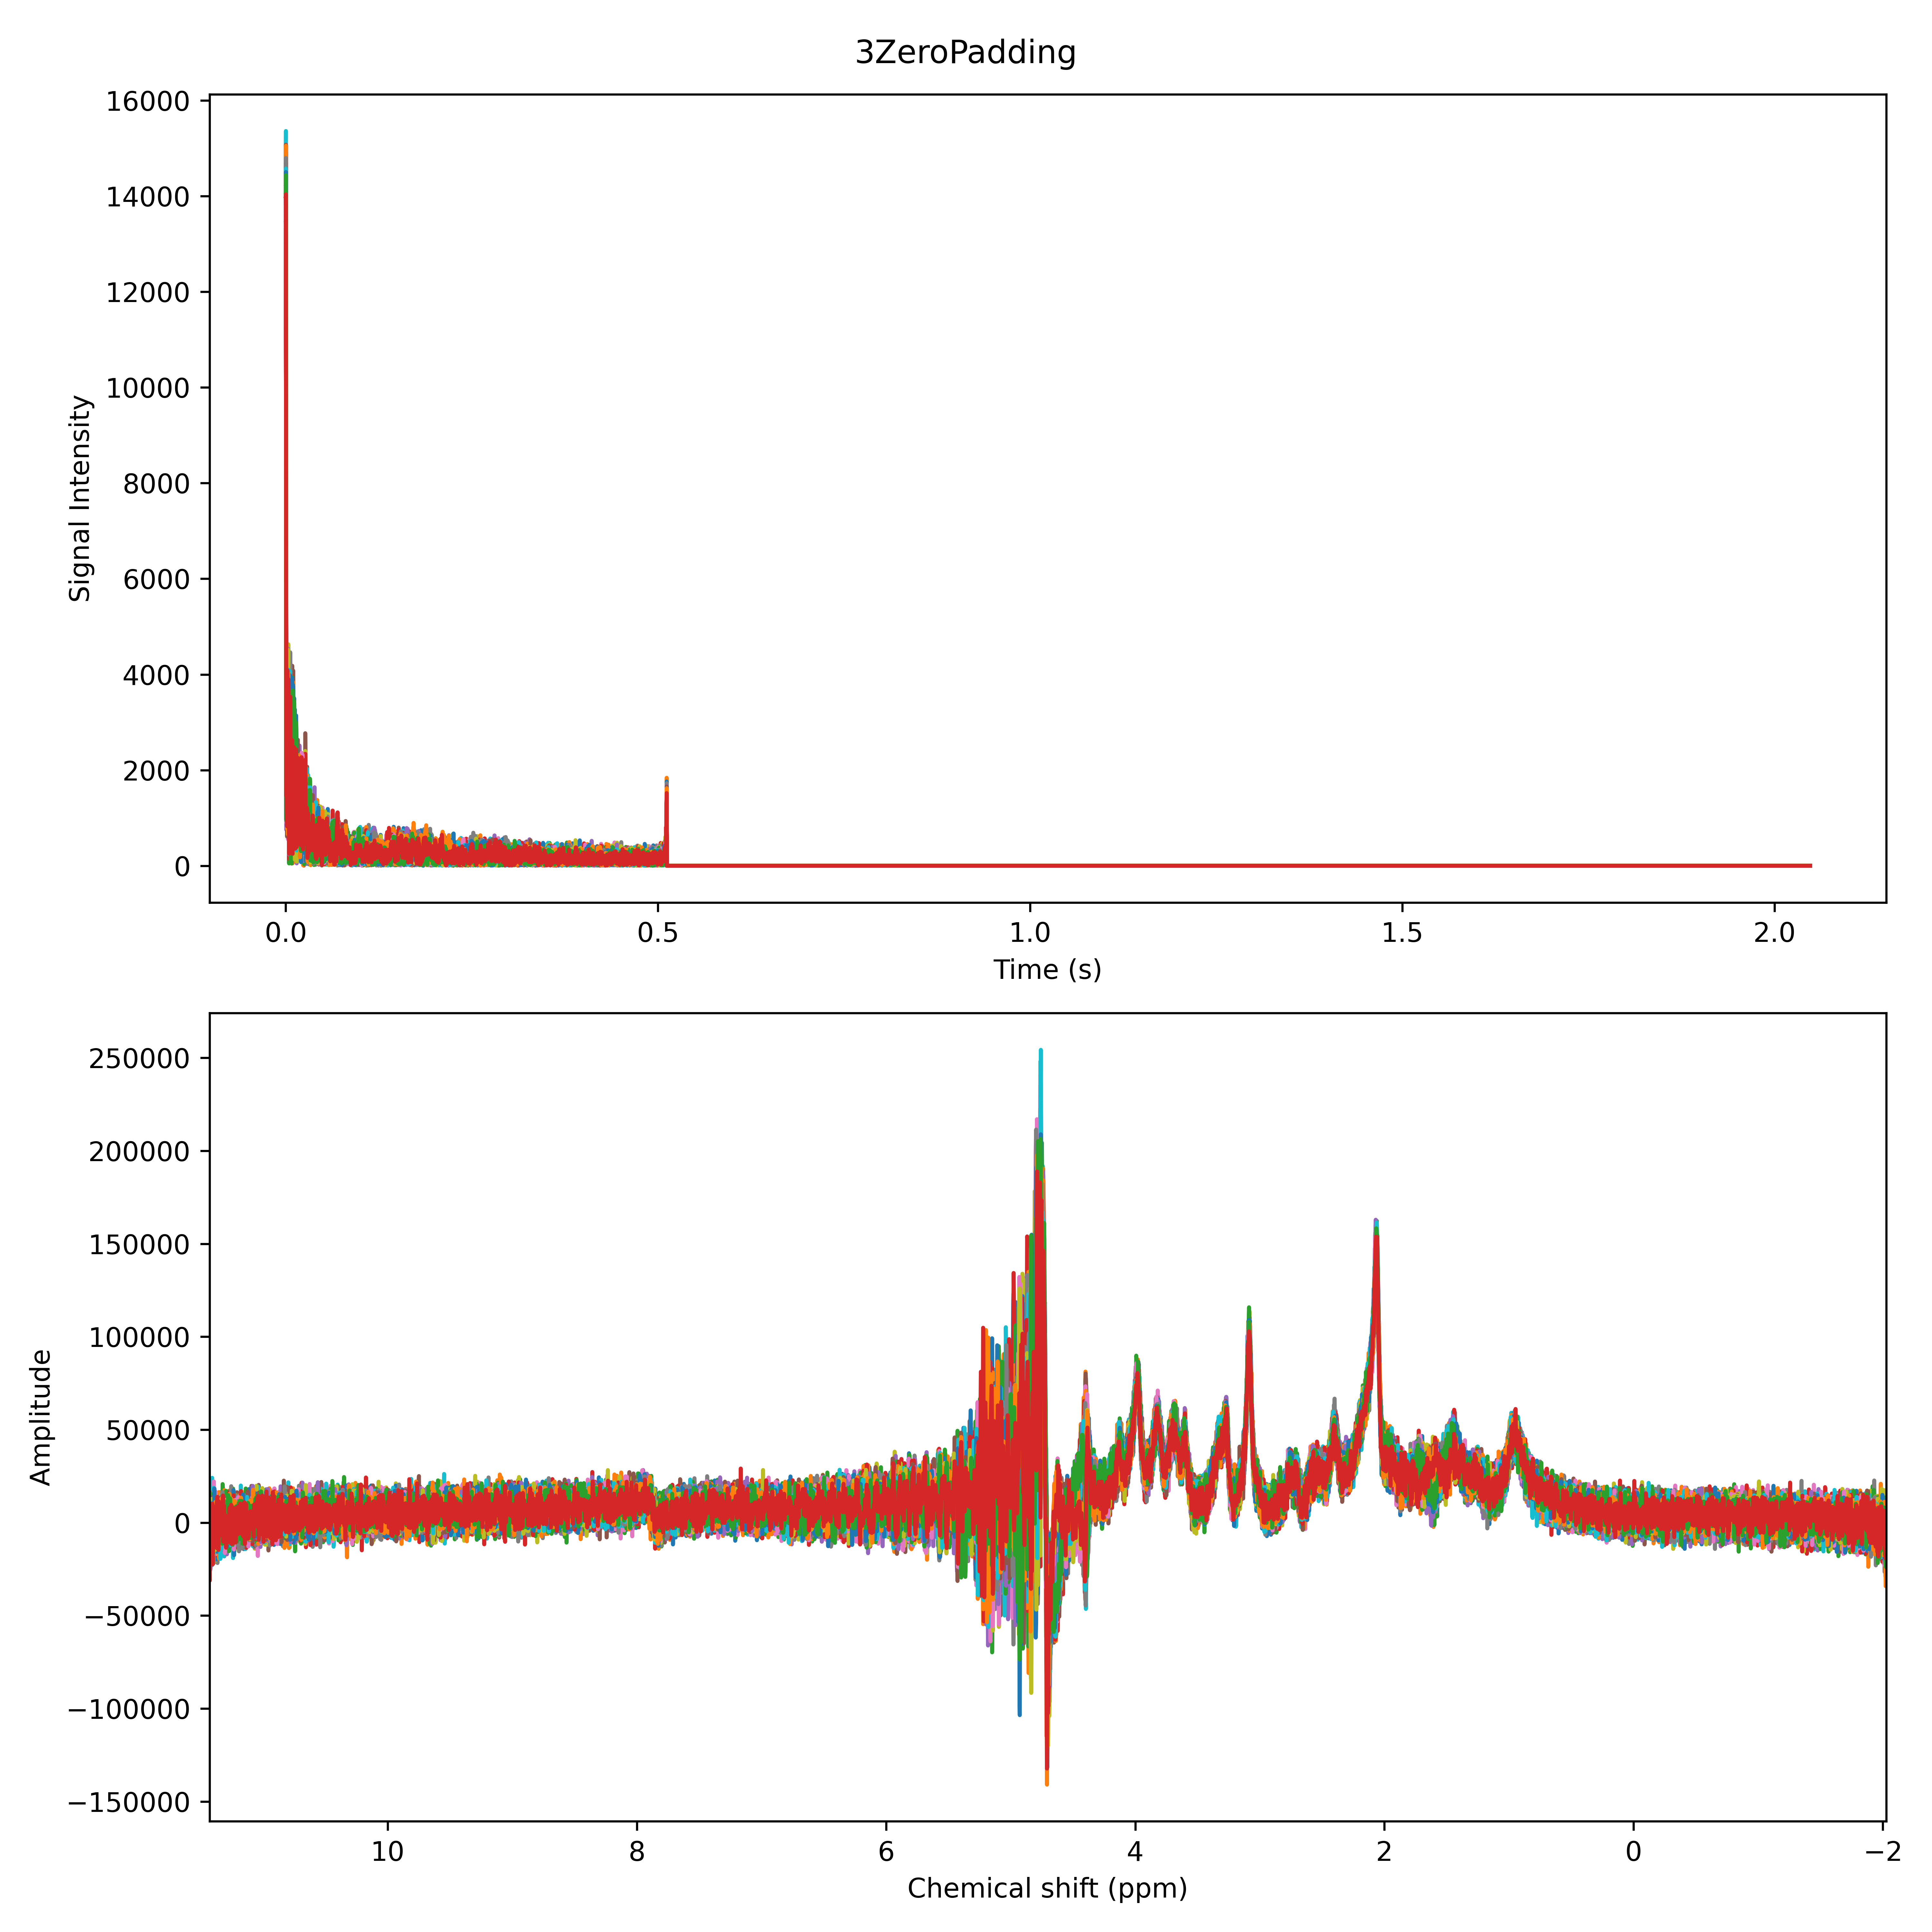 3ZeroPadding
16000
14000
12000
10000
8000
6000
4000
2000
0
Signal Intensity
0.0 0.5 1.0 1.5 2.0
Time (s)
250000
200000
150000
100000
50000
0
−50000
−100000
−150000
Amplitude
10 8 6 4 2 0 −2
Chemical shift (ppm)